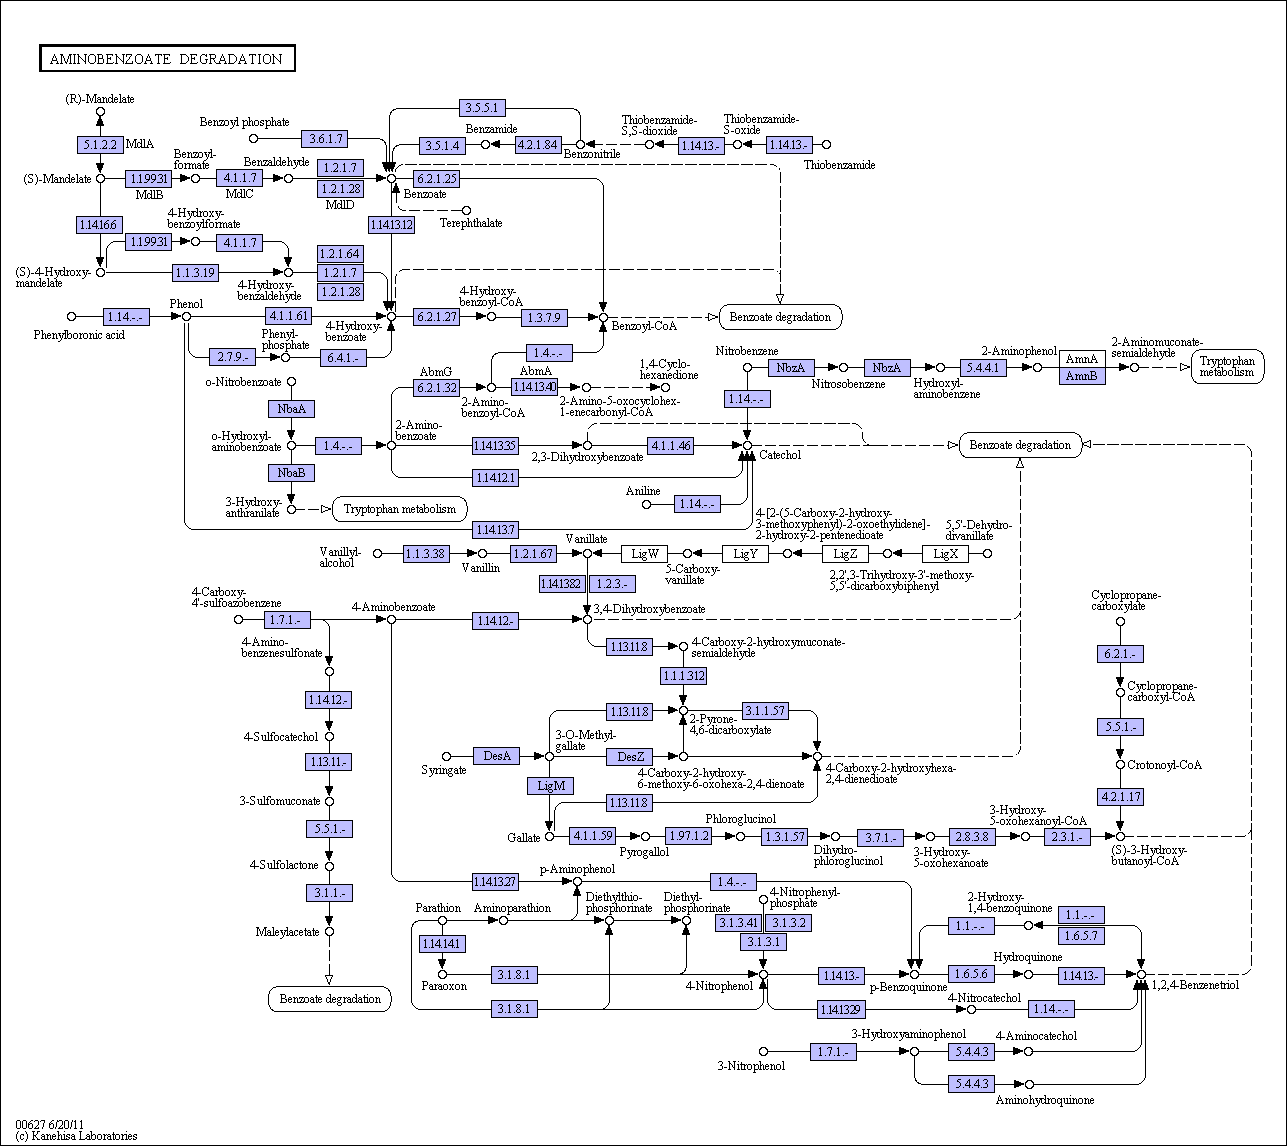 AMINOBENZOATE DEGRADATION
(R)-Mandelate
5.1.2.2
MdlA
(S)-Mandelate
1.1.99.31
MdlB
Benzoyl-
formate
4.1.1.7
MdlC
Benzaldehyde
1.2.1.7
1.2.1.28
MdlD
Benzoyl phosphate
3.6.1.7
3.5.5.1
3.5.1.4
Benzamide
4.2.1.84
Benzonitrile
Thiobenzamide-
S,S-dioxide
1.14.13.-
Thiobenzamide-
S-oxide
1.14.13.-
Thiobenzamide
Benzoate
6.2.1.25
Terephthalate
1.14.13.12
1.14.16.6
4-Hydroxy-
benzoylformate
1.1.99.31
4.1.1.7
(S)-4-Hydroxy-
mandelate
1.1.3.19
4-Hydroxy-
benzaldehyde
1.2.1.64
1.2.1.7
1.2.1.28
Phenylboronic acid
1.14.-.-
Phenol
4.1.1.61
2.7.9.-
Phenyl-
phosphate
6.4.1.-
4-Hydroxy-
benzoate
6.2.1.27
4-Hydroxy-
benzoyl-CoA
1.3.7.9
Benzoyl-CoA
Benzoate degradation
1.4.-.-
o-Nitrobenzoate
NbaA
o-Hydroxyl-
aminobenzoate
NbaB
3-Hydroxy-
anthranilate
Tryptophan metabolism
1.4.-.-
2-Amino-
benzoate
AbmG
6.2.1.32
2-Amino-
benzoyl-CoA
AbmA
1.14.13.40
2-Amino-5-oxocyclohex-
1-enecarbonyl-CoA
1,4-Cyclo-
hexanedione
Nitrobenzene
NbzA
Nitrosobenzene
NbzA
Hydroxyl-
aminobenzene
5.4.4.1
2-Aminophenol
AmnA
AmnB
2-Aminomuconate-
semialdehyde
Tryptophan
metabolism
1.14.-.-
1.14.13.35
2,3-Dihydroxybenzoate
4.1.1.46
Catechol
Benzoate degradation
1.14.12.1
Aniline
1.14.-.-
1.14.13.7
Vanillyl-
alcohol
1.1.3.38
Vanillin
1.2.1.67
Vanillate
LigW
5-Carboxy-
vanillate
LigY
4-[2-(5-Carboxy-2-hydroxy-
3-methoxyphenyl)-2-oxoethylidene]-
2-hydroxy-2-pentenedioate
LigZ
2,2',3-Trihydroxy-3'-methoxy-
5,5'-dicarboxybiphenyl
LigX
5,5'-Dehydro-
divanillate
1.14.13.82
1.2.3.-
4-Carboxy-
4'-sulfoazobenzene
1.7.1.-
4-Aminobenzoate
1.14.12.-
3,4-Dihydroxybenzoate
4-Amino-
benzenesulfonate
1.14.12.-
4-Sulfocatechol
1.13.11.-
3-Sulfomuconate
5.5.1.-
4-Sulfolactone
3.1.1.-
Maleylacetate
Benzoate degradation
1.13.11.8
4-Carboxy-2-hydroxymuconate-
semialdehyde
1.1.1.312
1.13.11.8
2-Pyrone-
4,6-dicarboxylate
3.1.1.57
Syringate
DesA
3-O-Methyl-
gallate
DesZ
4-Carboxy-2-hydroxy-
6-methoxy-6-oxohexa-2,4-dienoate
4-Carboxy-2-hydroxyhexa-
2,4-dienedioate
LigM
1.13.11.8
Gallate
4.1.1.59
Pyrogallol
1.97.1.2
Phloroglucinol
1.3.1.57
Dihydro-
phloroglucinol
3.7.1.-
3-Hydroxy-
5-oxohexanoate
2.8.3.8
3-Hydroxy-
5-oxohexanoyl-CoA
2.3.1.-
(S)-3-Hydroxy-
butanoyl-CoA
Cyclopropane-
carboxylate
6.2.1.-
Cyclopropane-
carboxyl-CoA
5.5.1.-
Crotonoyl-CoA
4.2.1.17
1.14.13.27
p-Aminophenol
1.4.-.-
Parathion
Aminoparathion
Diethylthio-
phosphorinate
Diethyl-
phosphorinate
4-Nitrophenyl-
phosphate
3.1.3.41
3.1.3.2
3.1.3.1
1.14.14.1
Paraoxon
3.1.8.1
3.1.8.1
4-Nitrophenol
1.14.13.-
p-Benzoquinone
1.6.5.6
Hydroquinone
1.14.13.-
1,2,4-Benzenetriol
1.1.-.-
2-Hydroxy-
1,4-benzoquinone
1.1.-.-
1.6.5.7
1.14.13.29
4-Nitrocatechol
1.14.-.-
3-Nitrophenol
1.7.1.-
3-Hydroxyaminophenol
5.4.4.3
4-Aminocatechol
5.4.4.3
Aminohydroquinone
00627 6/20/11
(c) Kanehisa Laboratories